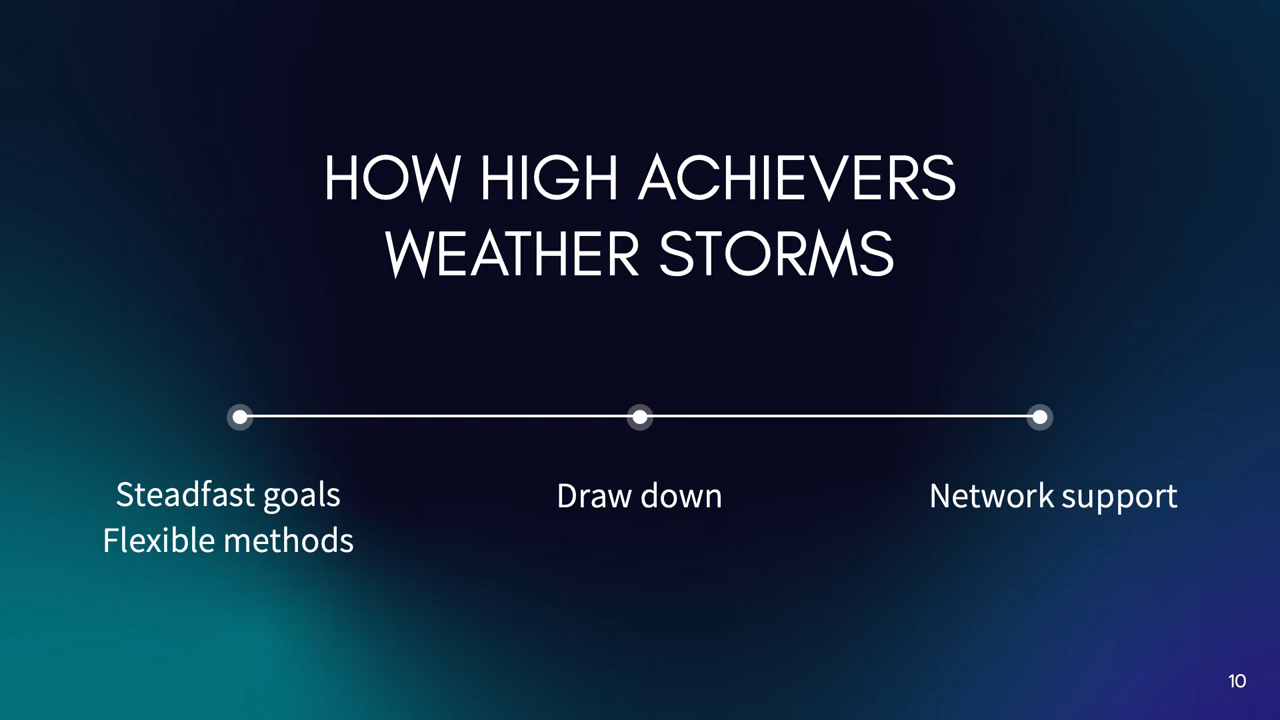 HOW HIGH ACHIEVERS
WEATHER STORMS
Steadfast goals
Flexible methods
Draw down
Network support
10